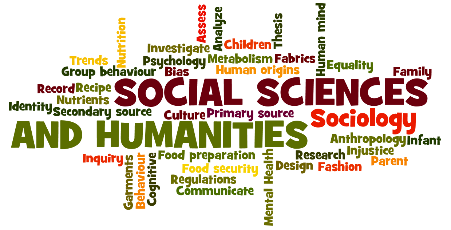 Nutrition
Assess
Analyze
Thesis
Human mind
Children
Investigate
Trends
Psychology
Metabolism
Fabrics
Equality
Group behaviour
Bias
Human origins
Family
Record
Recipe
SOCIAL SCIENCES
Nutrients
Identity
Secondary source
Culture
Primary source
Sociology
AND HUMANITIES
Anthropology
Infant
Inquiry
Garments
Behaviour
Cognitive
Food preparation
Mental Health
Research
Injustice
Parent
Food security
Design
Fashion
Regulations
Communicate